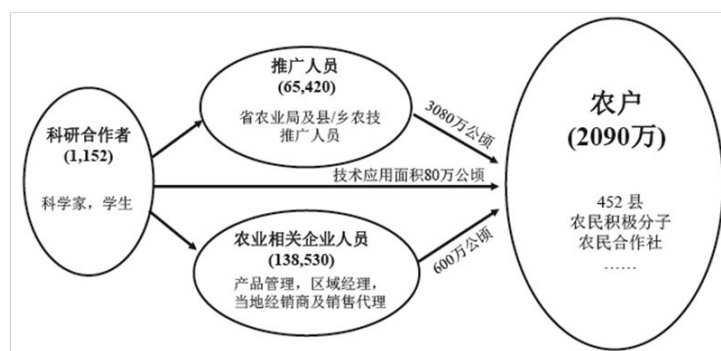 科研合作者
(1,152)
科学家，学生
推广人员
(65,420)
省农业局及县/乡农技
推广人员
3080万公顷
技术应用面积80万公顷
农业相关企业人员
(138,530)
产品管理，区域经理，
当地经销商及销售代理
600万公顷
农户
(2090万)
452 县
农民积极分子
农民合作社
……